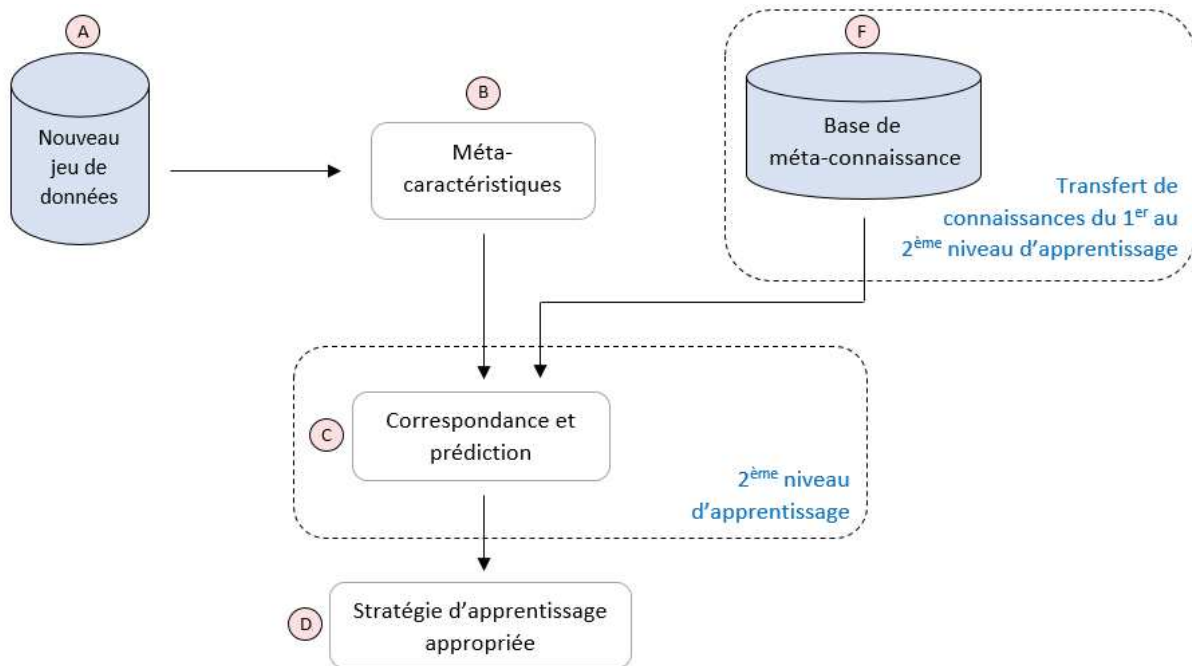 A
Nouveau
jeu de
données
B
Méta-
caractéristiques
F
Base de
méta-connaissance
Transfert de
connaissances du 1er au
2ème niveau d'apprentissage
C
Correspondance et
prédiction
2ème niveau
d'apprentissage
D
Stratégie d'apprentissage
appropriée